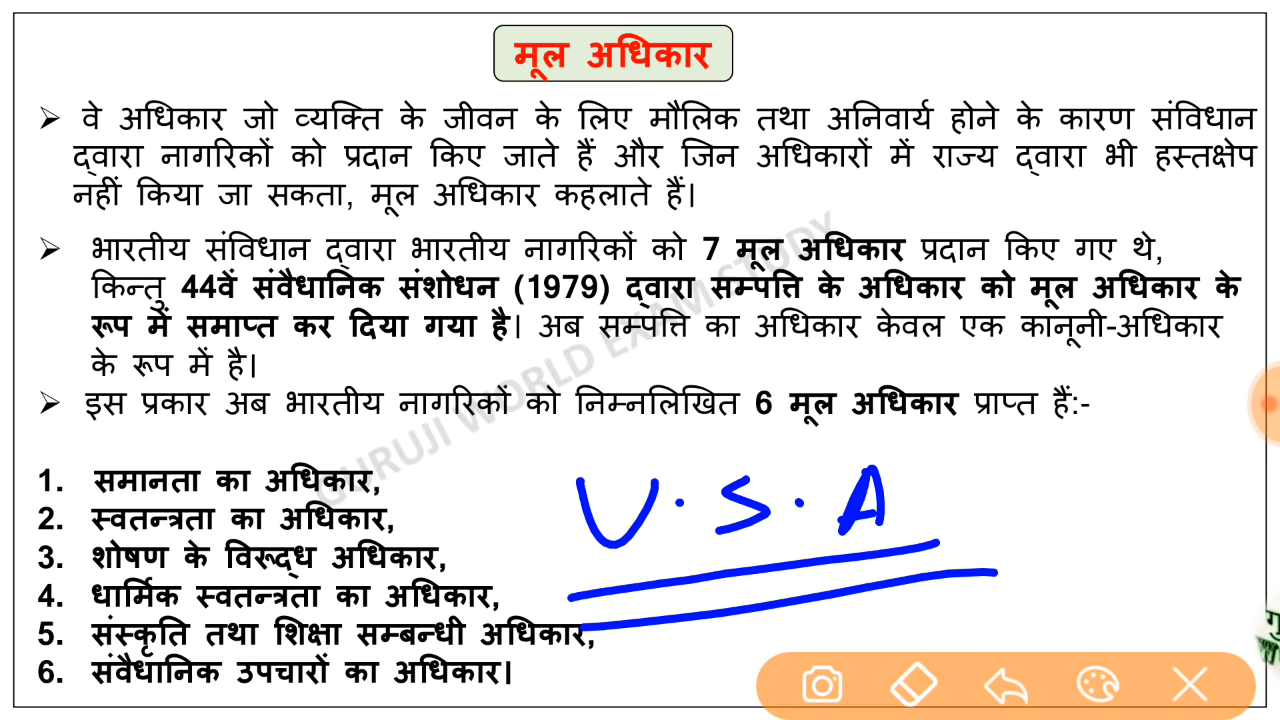 मूल अधिकार
➢ वे अधिकार जो व्यक्ति के जीवन के लिए मौलिक तथा अनिवार्य होने के कारण संविधान
द्वारा नागरिकों को प्रदान किए जाते हैं और जिन अधिकारों में राज्य द्वारा भी हस्तक्षेप
नहीं किया जा सकता, मूल अधिकार कहलाते हैं।
➢ भारतीय संविधान द्वारा भारतीय नागरिकों को 7 मूल अधिकार प्रदान किए गए थे,
किन्तु 44वें संवैधानिक संशोधन (1979) द्वारा सम्पत्ति के अधिकार को मूल अधिकार के
रूप में समाप्त कर दिया गया है। अब सम्पत्ति का अधिकार केवल एक कानूनी-अधिकार
के रूप में है।
➢ इस प्रकार अब भारतीय नागरिकों को निम्नलिखित 6 मूल अधिकार प्राप्त हैं:-
1. समानता का अधिकार,
2. स्वतन्त्रता का अधिकार,
3. शोषण के विरूद्ध अधिकार,
4. धार्मिक स्वतन्त्रता का अधिकार,
5. संस्कृति तथा शिक्षा सम्बन्धी अधिकार,
6. संवैधानिक उपचारों का अधिकार।
U.S.A
GURUJI WORLD EXAM STUDY